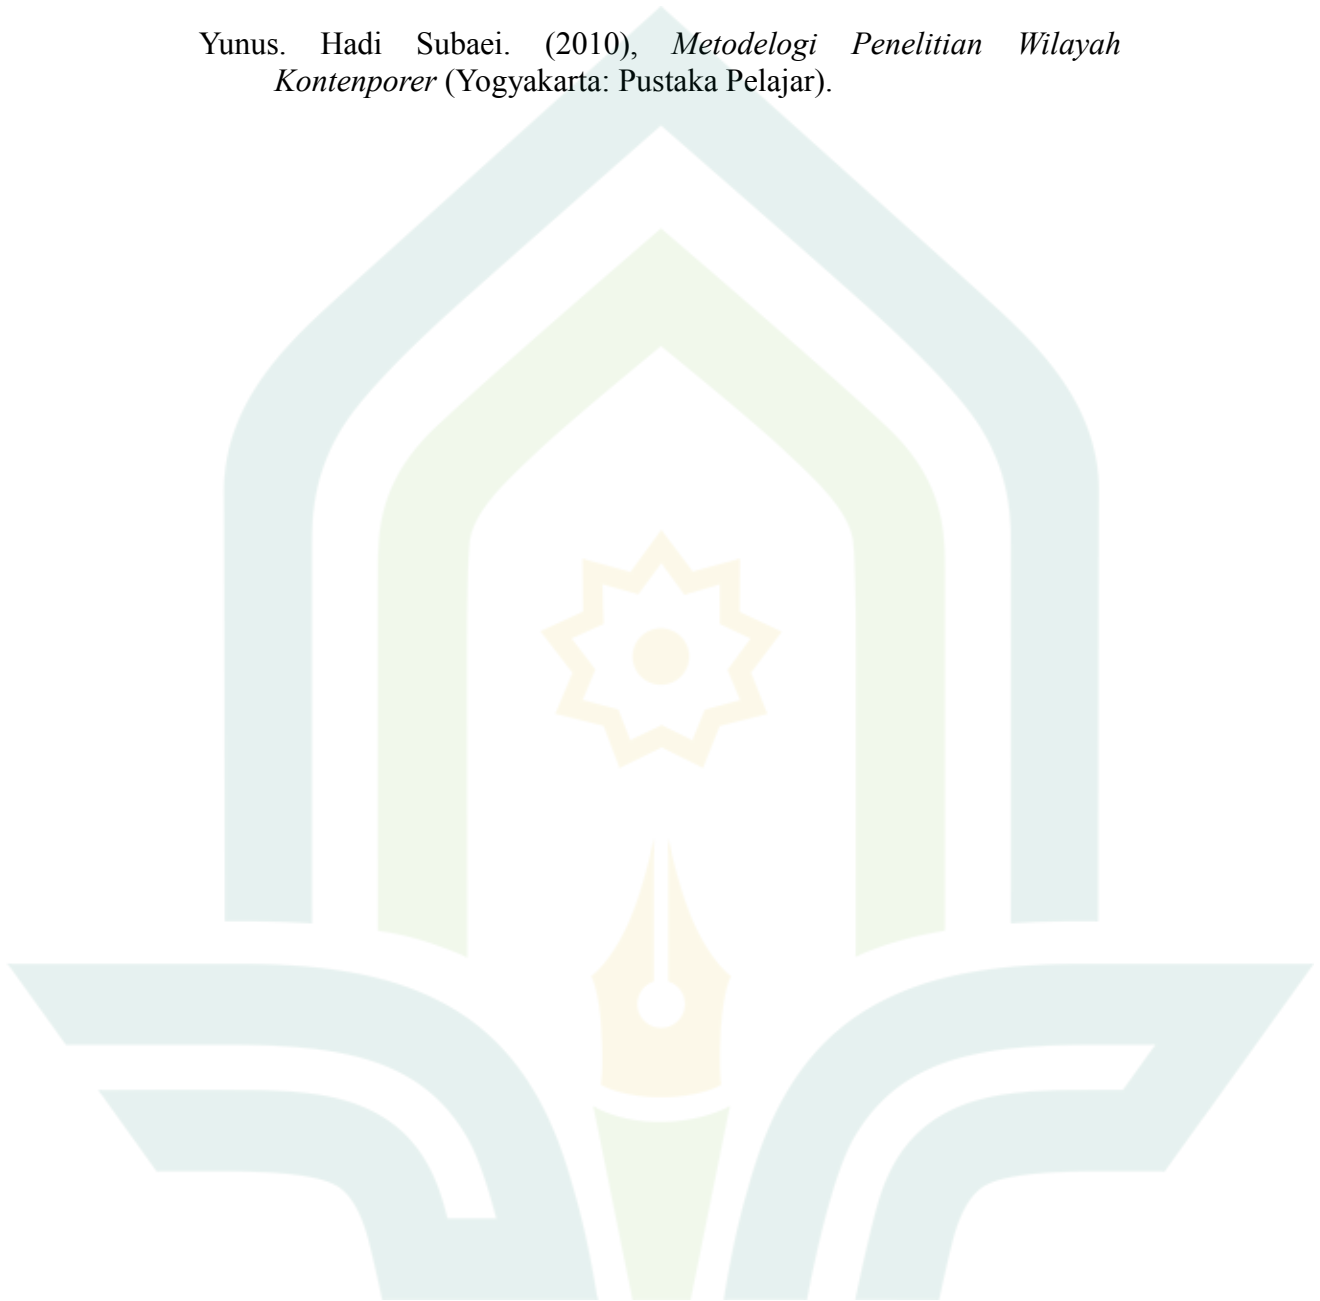 Yunus. Hadi Subaei. (2010), Metodelogi Penelitian Wilayah
Kontenporer (Yogyakarta: Pustaka Pelajar).